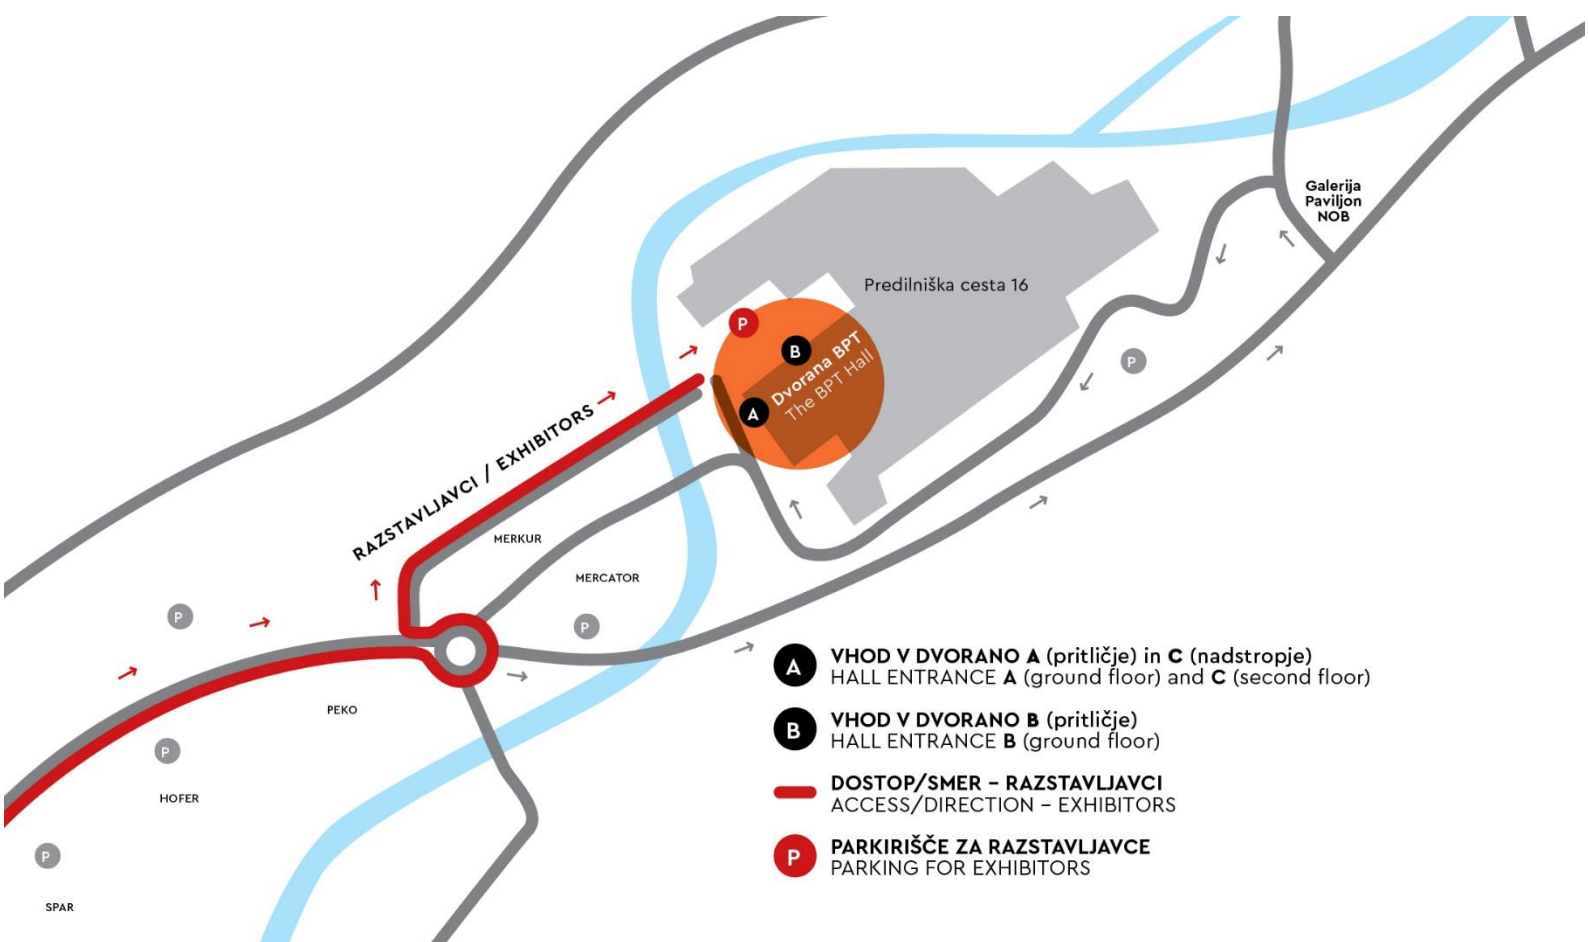 Galerija
Paviljon
NOB
Predilniška cesta 16
P
B
Dvorana BPT
The BPT Hall
A
P
RAZSTAVLJAVCI / EXHIBITORS
MERKUR
MERCATOR
P
P
PEKO
P
HOFER
P
SPAR
A
VHOD V DVORANO A (pritličje) in C (nadstropje)
HALL ENTRANCE A (ground floor) and C (second floor)
B
VHOD V DVORANO B (pritličje)
HALL ENTRANCE B (ground floor)
DOSTOP/SMER – RAZSTAVLJAVCI
ACCESS/DIRECTION – EXHIBITORS
P
PARKIRIŠČE ZA RAZSTAVLJAVCE
PARKING FOR EXHIBITORS